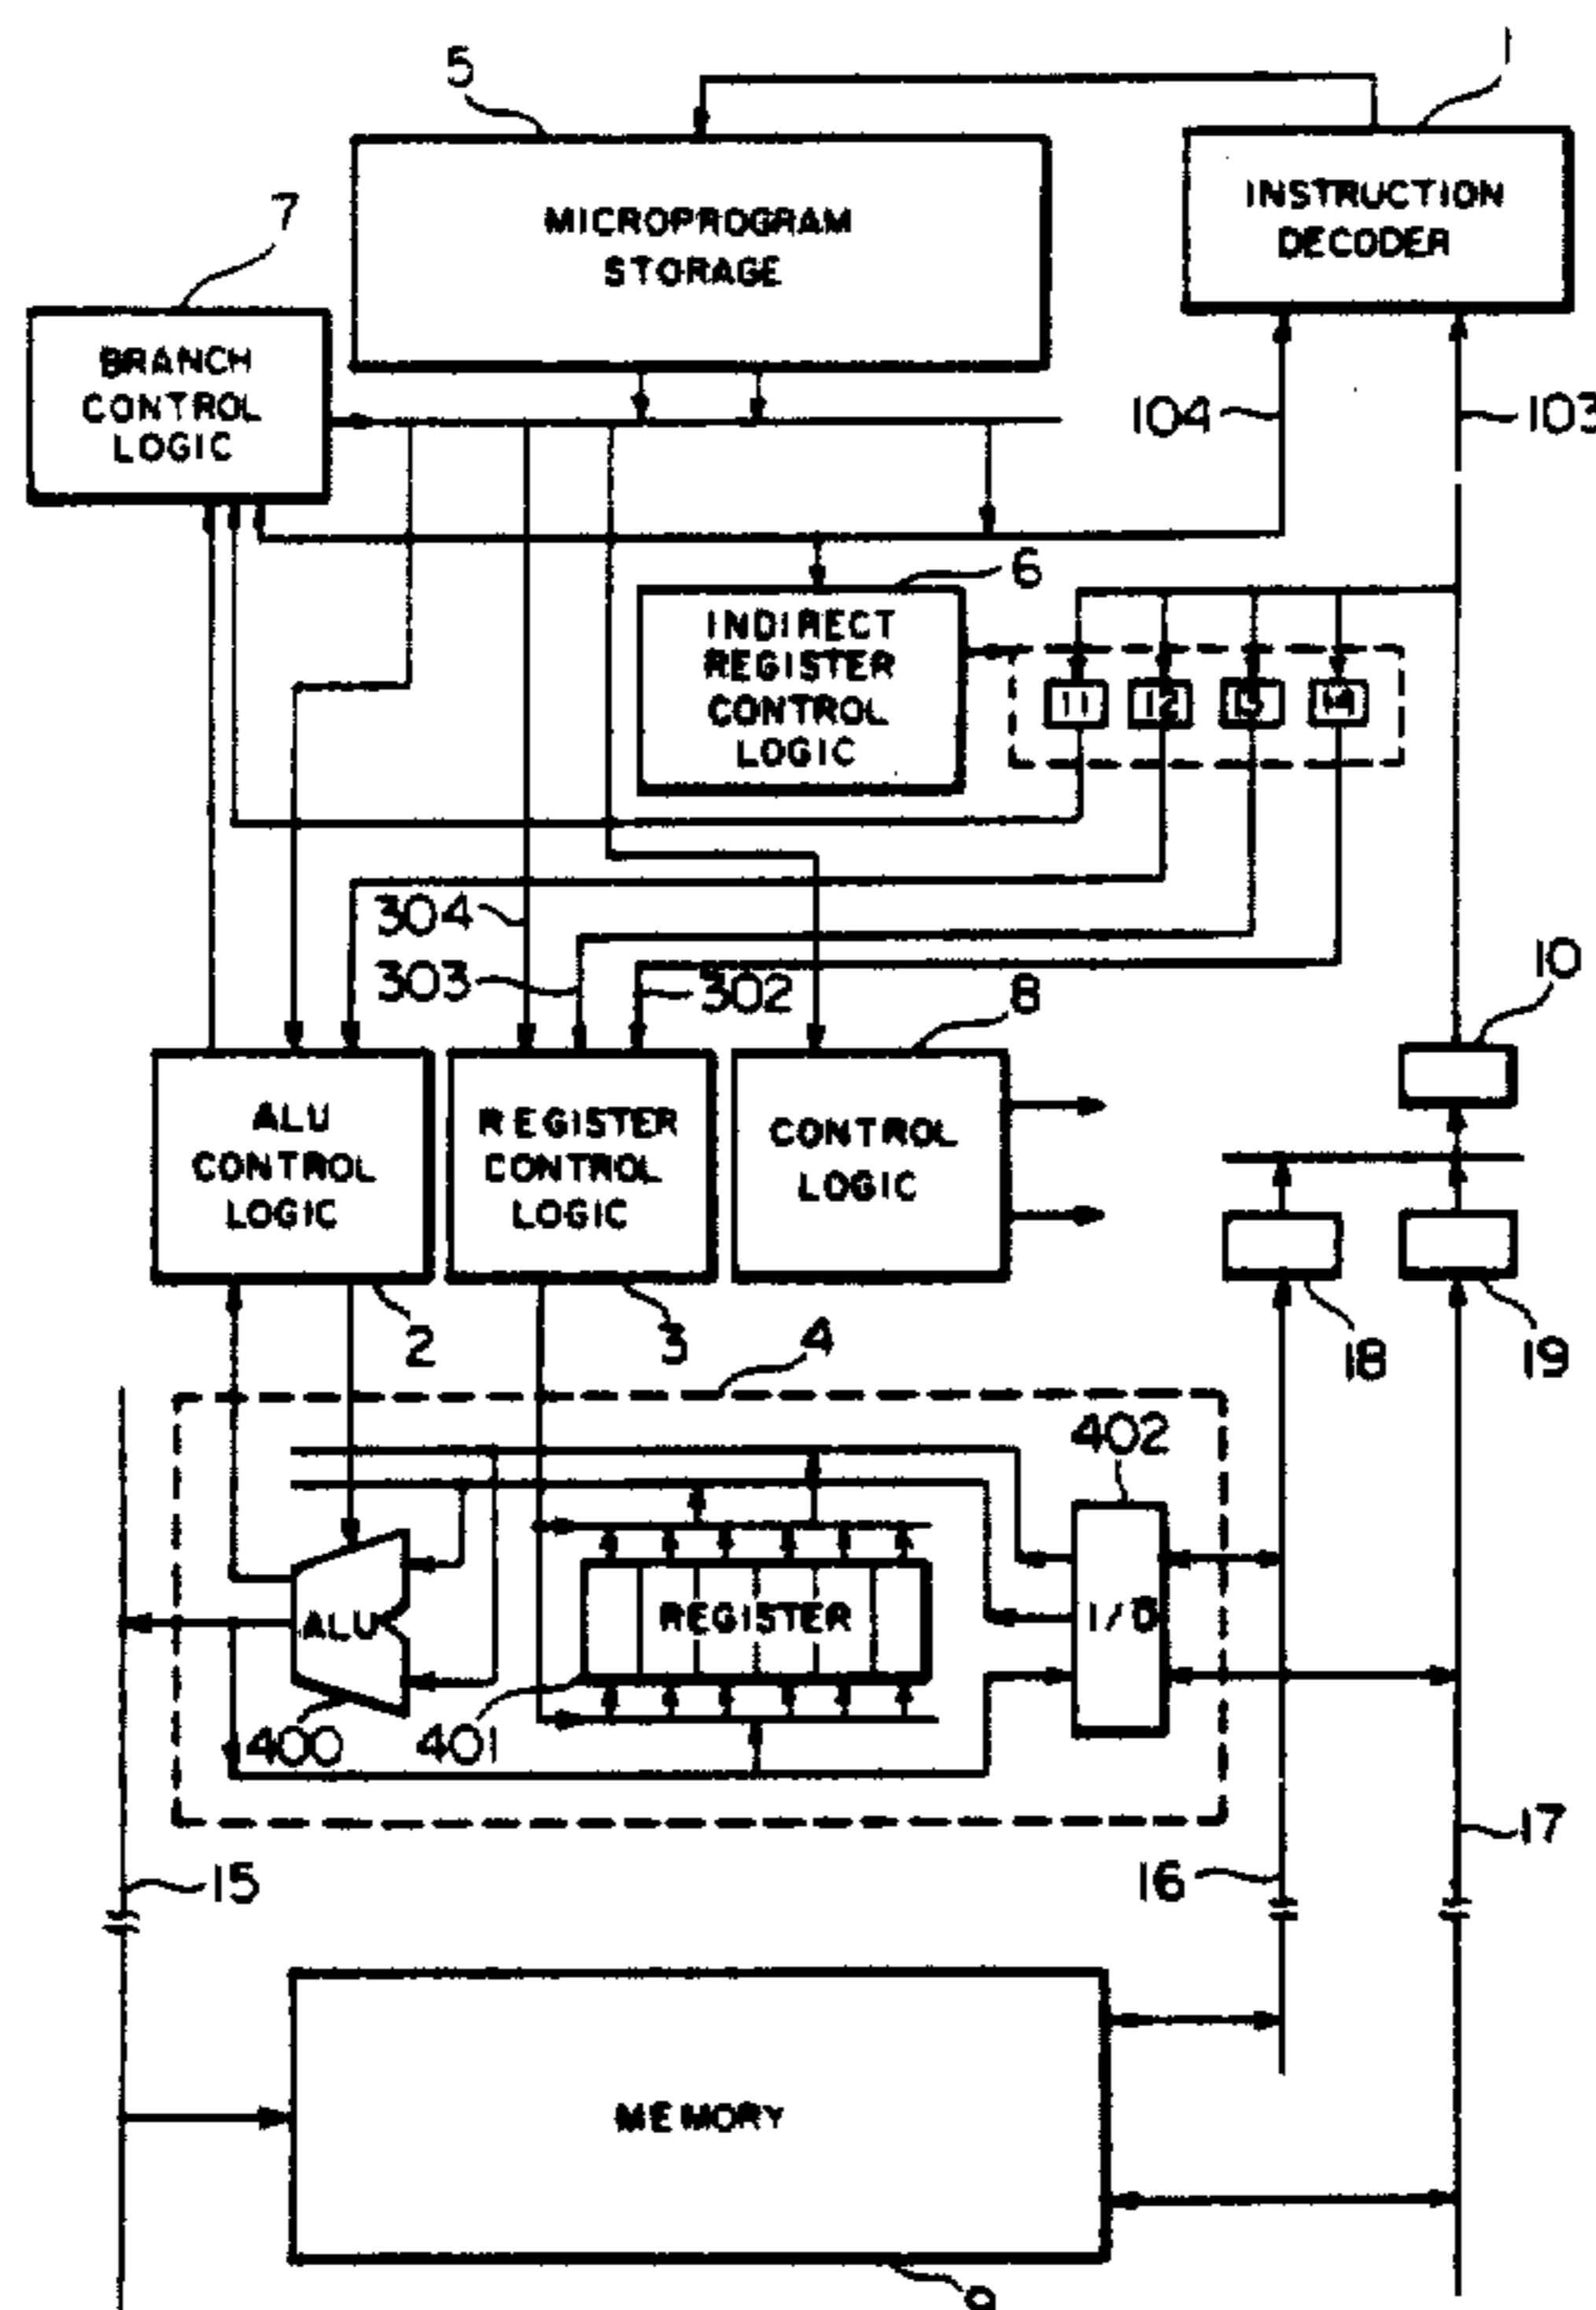 5
1
MICROPROGRAM
STORAGE
INSTRUCTION
DECODER
7
BRANCH
CONTROL
LOGIC
104
103
6
INDIRECT
REGISTER
CONTROL
LOGIC
11
12
13
14
304
303
302
8
10
ALU
CONTROL
LOGIC
REGISTER
CONTROL
LOGIC
CONTROL
LOGIC
2
3
4
18
19
402
ALU
REGISTER
I/O
400
401
15
16
17
MEMORY
9